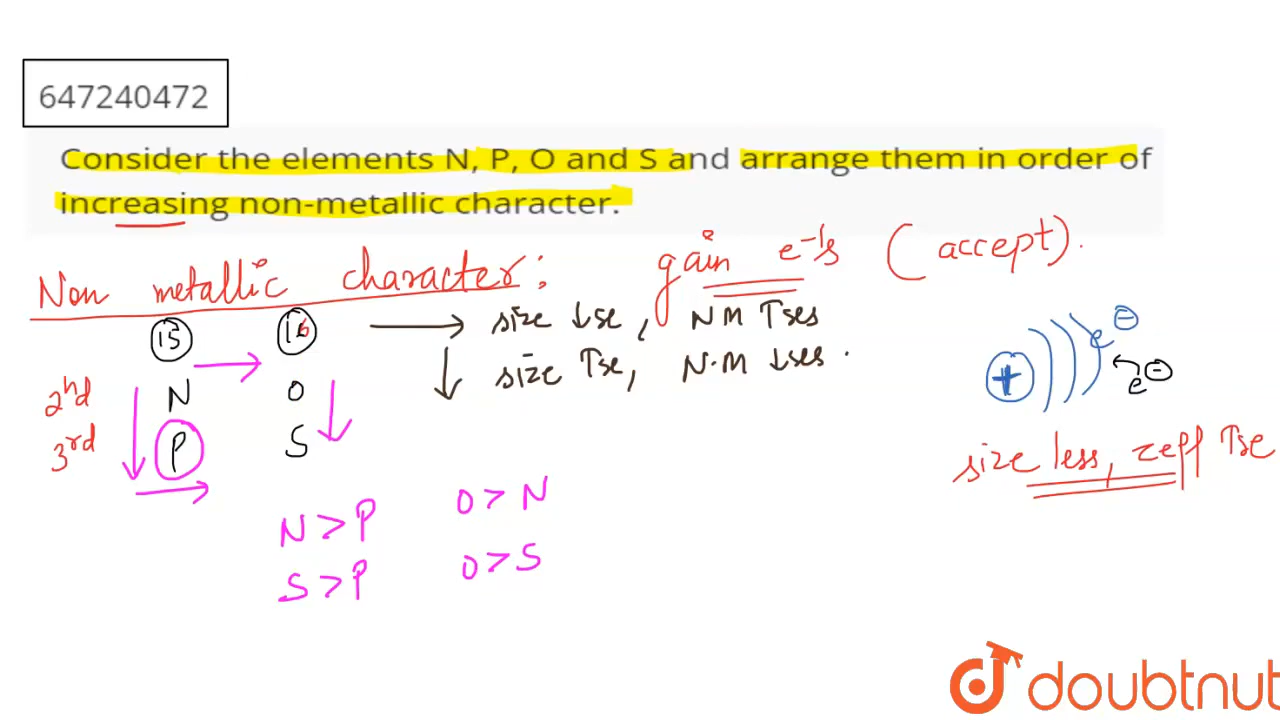 647240472
Consider the elements N, P, O and S and arrange them in order of
increasing non-metallic character.
Non metallic character: gain e⁻'s (accept).
15 16 → size ↓se, NM ↑ses
2nd N O ↓ size ↑se, N.M ↓ses.
3rd P S
+ e⊖ e⊖
size less, zeff ↑se
N > P O > N
S > P O > S
doubtnut